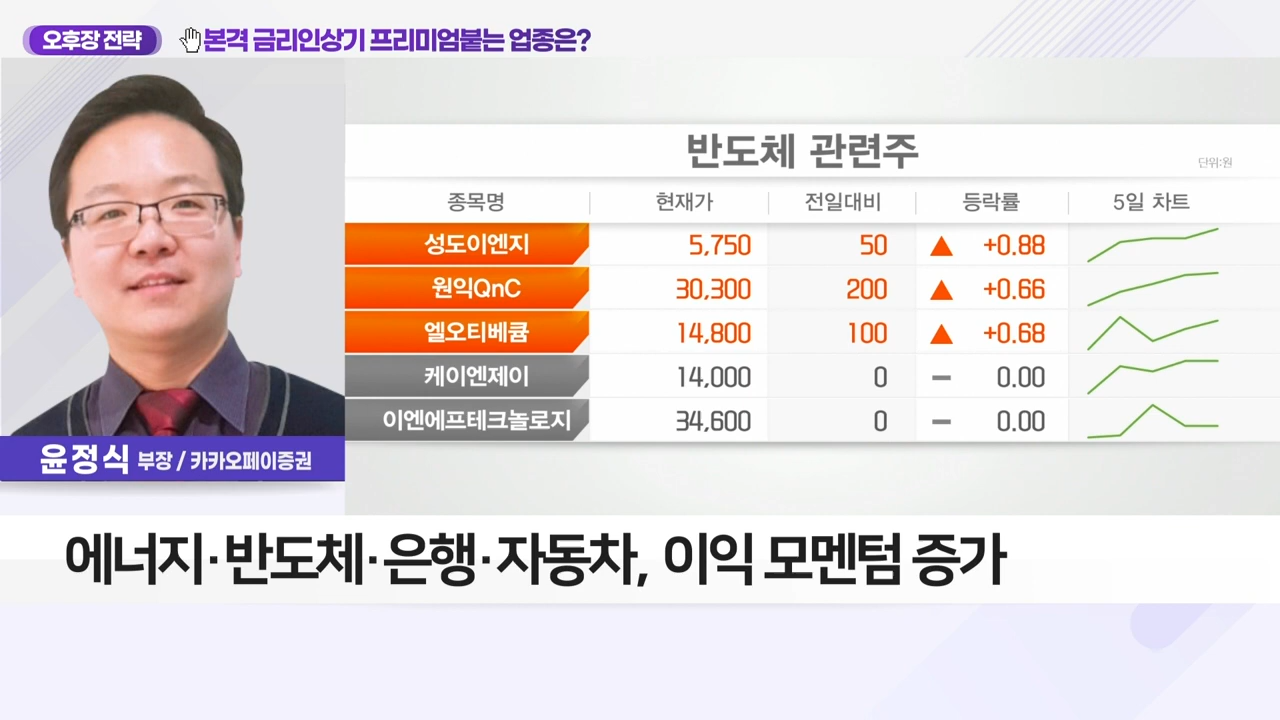 오후장 전략 본격 금리인상기 프리미엄붙는 업종은?
반도체 관련주
단위:원
종목명 현재가 전일대비 등락률 5일 차트
성도이엔지 5,750 50 ▲ +0.88
원익QnC 30,300 200 ▲ +0.66
엘오티베큠 14,800 100 ▲ +0.68
케이엔제이 14,000 0 – 0.00
이엔에프테크놀로지 34,600 0 – 0.00
윤정식 부장 / 카카오페이증권
에너지·반도체·은행·자동차, 이익 모멘텀 증가